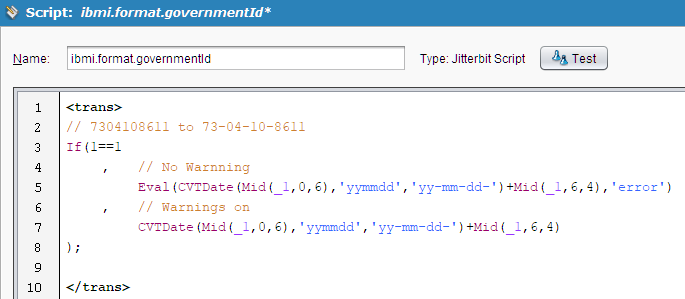 Script: ibmi.format.governmentId*
Name: ibmi.format.governmentId Type: Jitterbit Script Test
1 <trans>
2 // 7304108611 to 73-04-10-8611
3 If(1==1
4 , // No Warnning
5 Eval(CVTDate(Mid(_1,0,6),'yymmdd','yy-mm-dd-')+Mid(_1,6,4),'error')
6 , // Warnings on
7 CVTDate(Mid(_1,0,6),'yymmdd','yy-mm-dd-')+Mid(_1,6,4)
8 );
9
10 </trans>